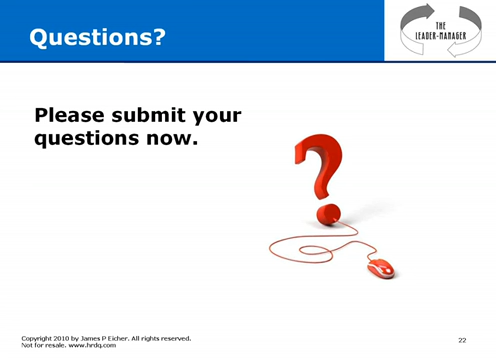 Questions?
THE
LEADER-MANAGER
Please submit your
questions now.
Copyright 2010 by James P Eicher. All rights reserved.
Not for resale. www.hrdq.com
22